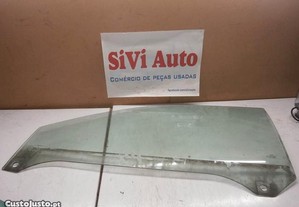 SiVi Auto
COMÉRCIO DE PEÇAS USADAS
CustoJusto.pt